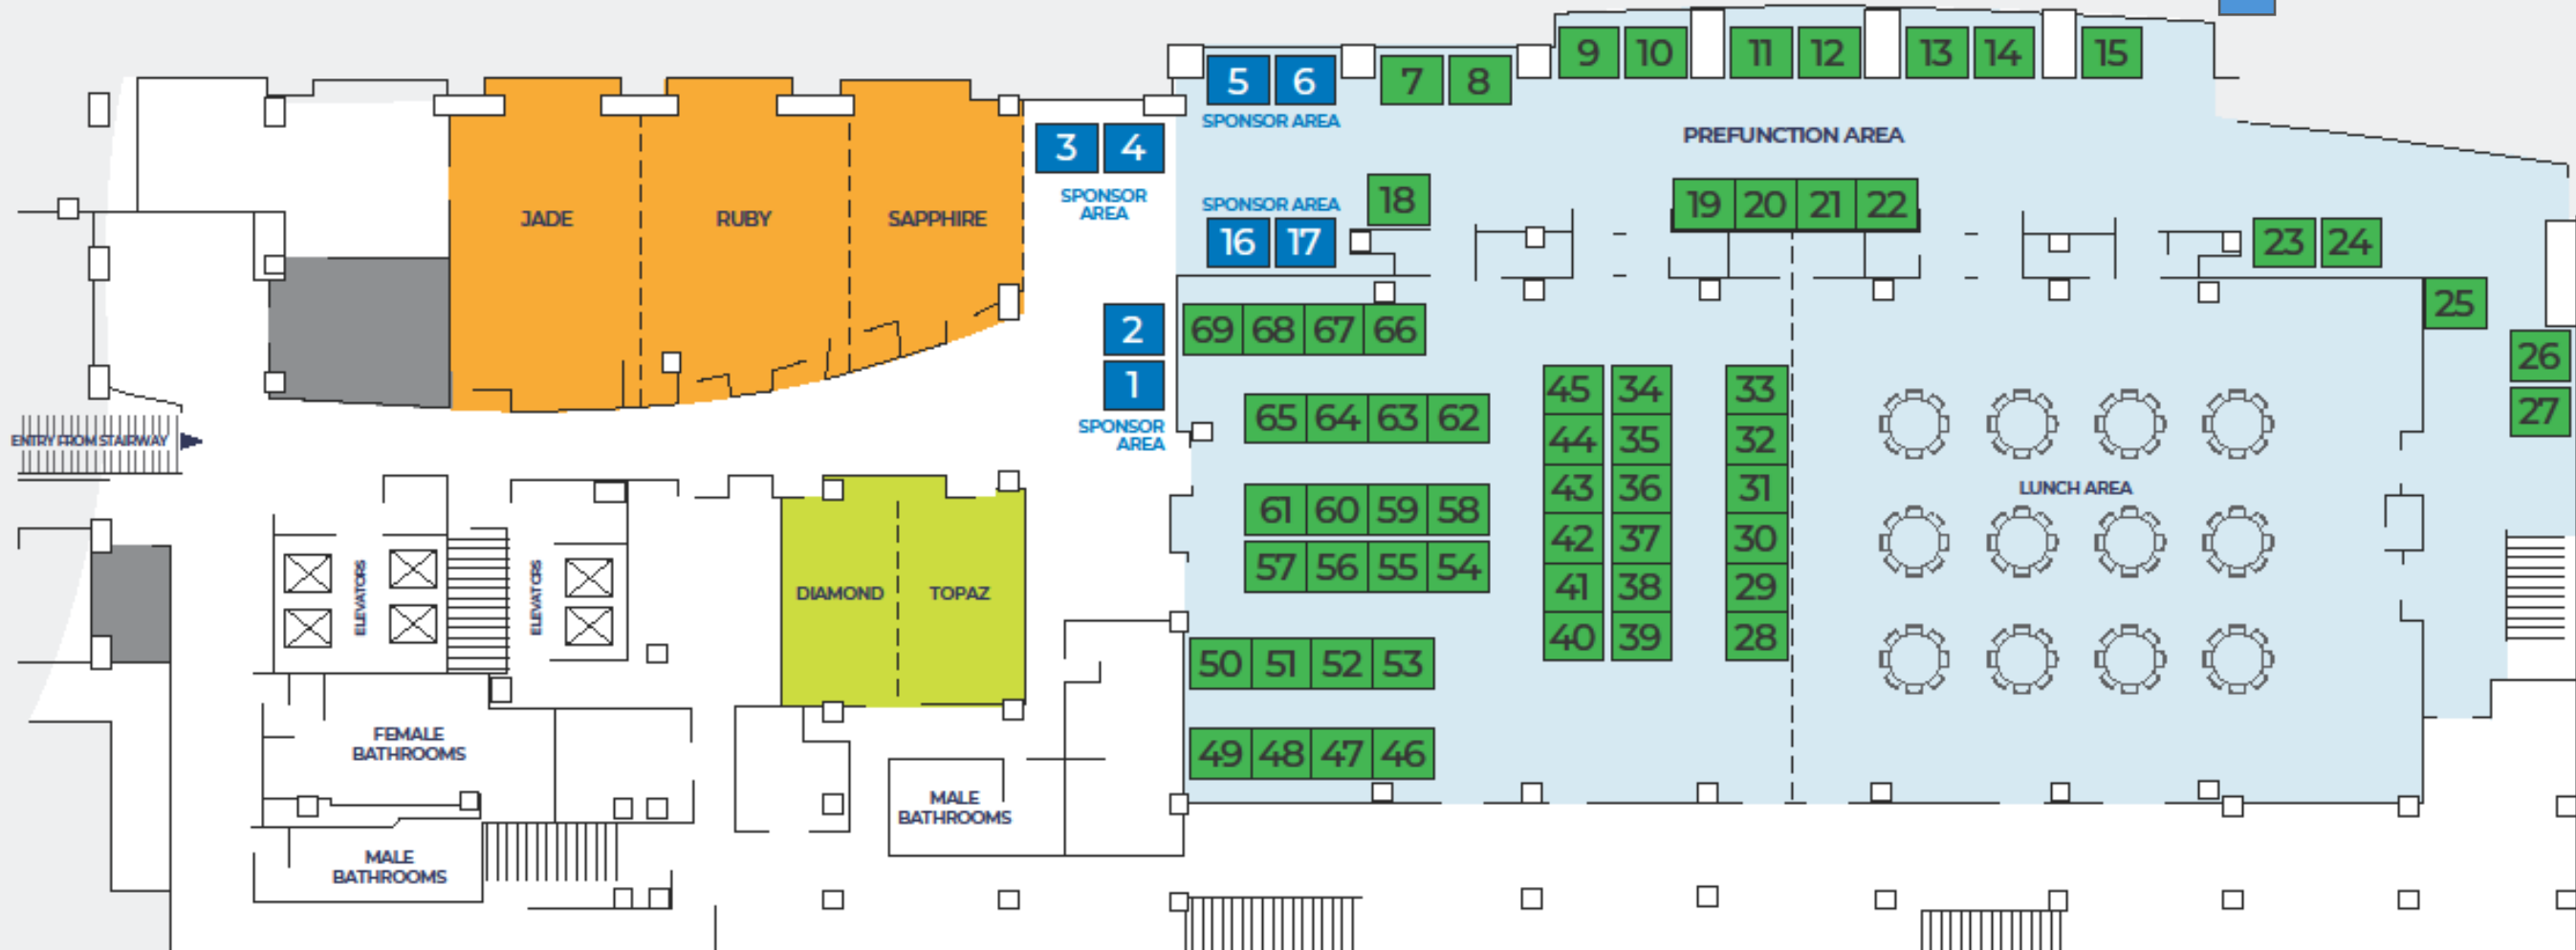 9 10 11 12 13 14 15
5 6 7 8
SPONSOR AREA
PREFUNCTION AREA
3 4
SPONSOR
AREA
SPONSOR AREA
18
19 20 21 22
16 17
23 24
JADE
RUBY
SAPPHIRE
25
2
1
SPONSOR
AREA
69 68 67 66
26
27
65 64 63 62
45 34 33
44 35 32
43 36 31
42 37 30
41 38 29
40 39 28
ENTRY FROM STAIRWAY
LUNCH AREA
61 60 59 58
57 56 55 54
ELEVATORS
ELEVATORS
DIAMOND
TOPAZ
50 51 52 53
49 48 47 46
FEMALE
BATHROOMS
MALE
BATHROOMS
MALE
BATHROOMS